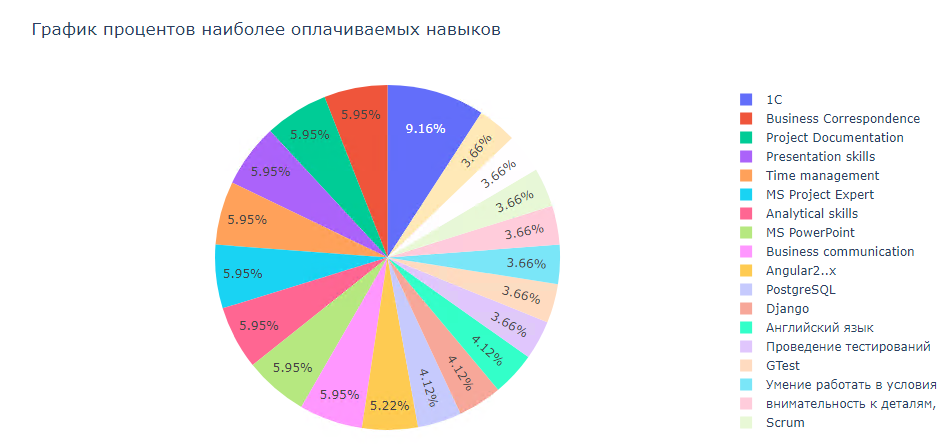 График процентов наиболее оплачиваемых навыков
9.16%
3.66%
3.66%
3.66%
3.66%
3.66%
3.66%
3.66%
4.12%
4.12%
4.12%
5.22%
5.95%
5.95%
5.95%
5.95%
5.95%
5.95%
5.95%
5.95%
1C
Business Correspondence
Project Documentation
Presentation skills
Time management
MS Project Expert
Analytical skills
MS PowerPoint
Business communication
Angular2..x
PostgreSQL
Django
Английский язык
Проведение тестирований
GTest
Умение работать в условия
внимательность к деталям,
Scrum